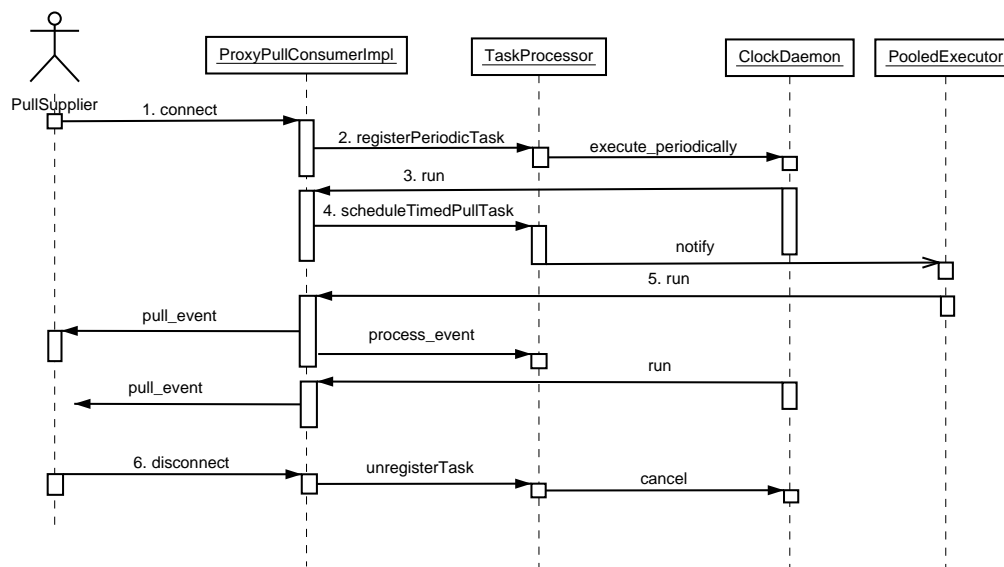 ProxyPullConsumerImpl
TaskProcessor
ClockDaemon
PooledExecutor
PullSupplier
1. connect
2. registerPeriodicTask
execute_periodically
3. run
4. scheduleTimedPullTask
notify
5. run
pull_event
process_event
run
pull_event
6. disconnect
unregisterTask
cancel